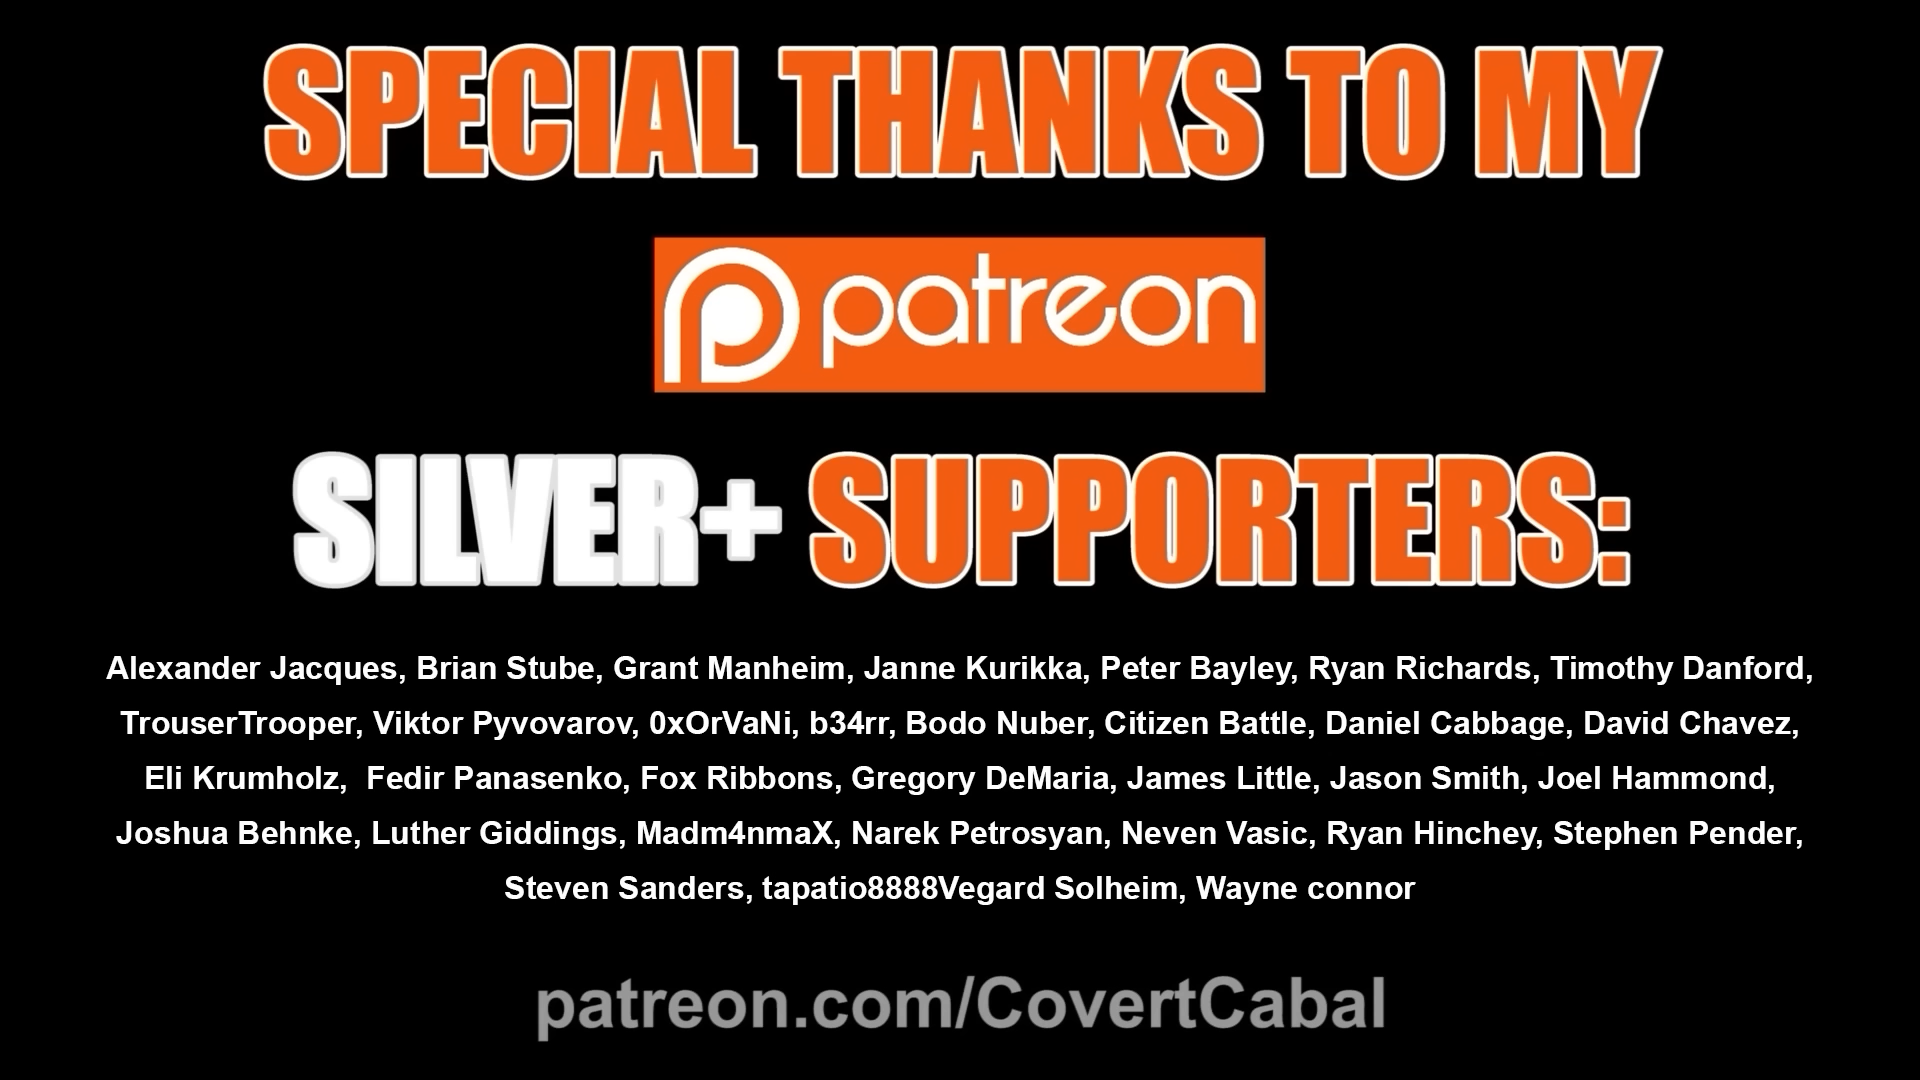 SPECIAL THANKS TO MY
patreon
SILVER+ SUPPORTERS:
Alexander Jacques, Brian Stube, Grant Manheim, Janne Kurikka, Peter Bayley, Ryan Richards, Timothy Danford,
TrouserTrooper, Viktor Pyvovarov, 0xOrVaNi, b34rr, Bodo Nuber, Citizen Battle, Daniel Cabbage, David Chavez,
Eli Krumholz,  Fedir Panasenko, Fox Ribbons, Gregory DeMaria, James Little, Jason Smith, Joel Hammond,
Joshua Behnke, Luther Giddings, Madm4nmaX, Narek Petrosyan, Neven Vasic, Ryan Hinchey, Stephen Pender,
Steven Sanders, tapatio8888Vegard Solheim, Wayne connor
patreon.com/CovertCabal